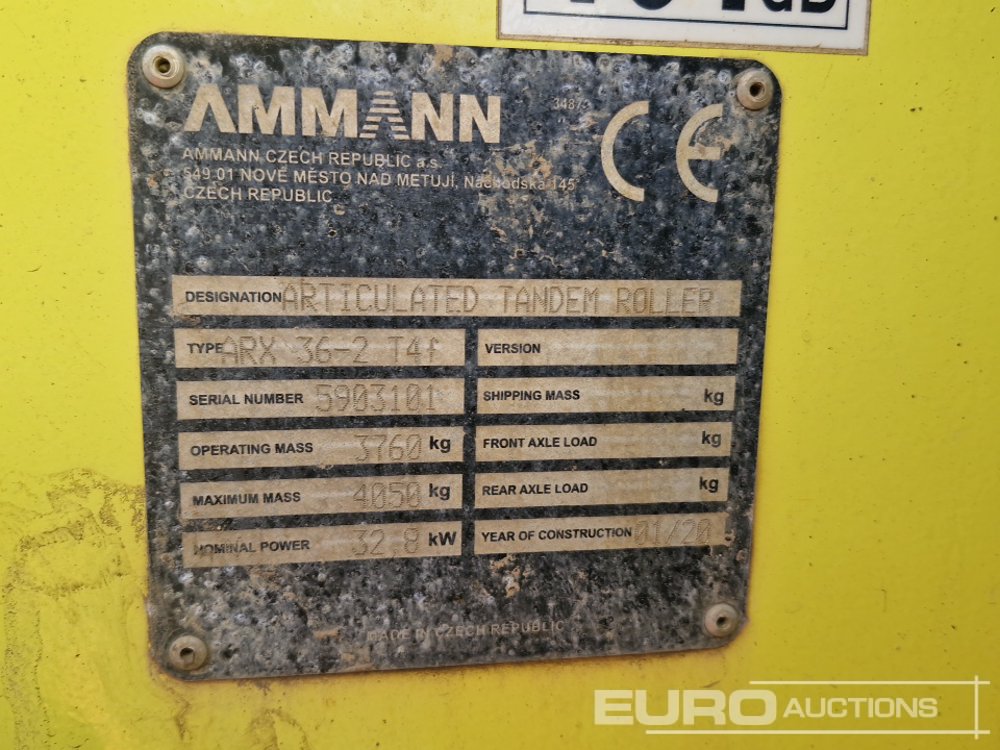 AMMANN
34873
AMMANN CZECH REPUBLIC a.s.
549 01 NOVÉ MĚSTO NAD METUJÍ, Náchodská 145
CZECH REPUBLIC
CE
DESIGNATION ARTICULATED TANDEM ROLLER
TYPE ARX 36-2 T4f VERSION
SERIAL NUMBER 5903101 SHIPPING MASS kg
OPERATING MASS 3760 kg FRONT AXLE LOAD kg
MAXIMUM MASS 4050 kg REAR AXLE LOAD kg
NOMINAL POWER 32,8 kW YEAR OF CONSTRUCTION 01/20
MADE IN CZECH REPUBLIC
EURO AUCTIONS